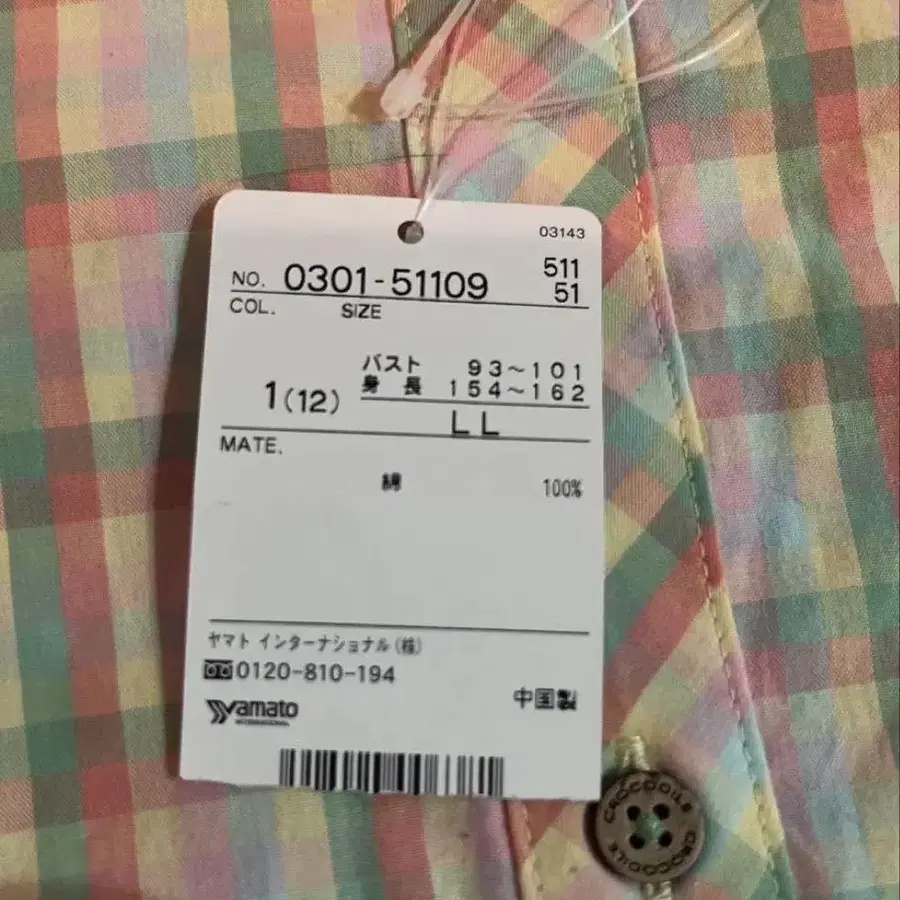 03143
NO. 0301-51109 511
51
COL. SIZE
バスト 93〜101
身長 154〜162
1(12)
LL
MATE.
綿 100%
ヤマト インターナショナル(株)
0120-810-194
中国製
Yamato
INTERNATIONAL
CROCODILE
CROCODILE